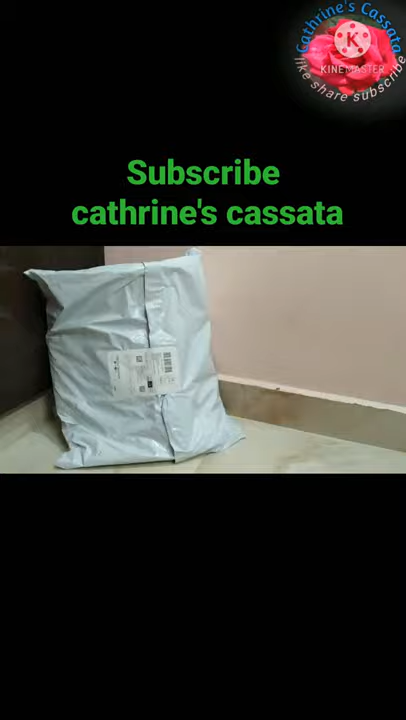 Cathrine's Cassata
K
KINEMASTER
like share subscribe
Subscribe
cathrine's cassata